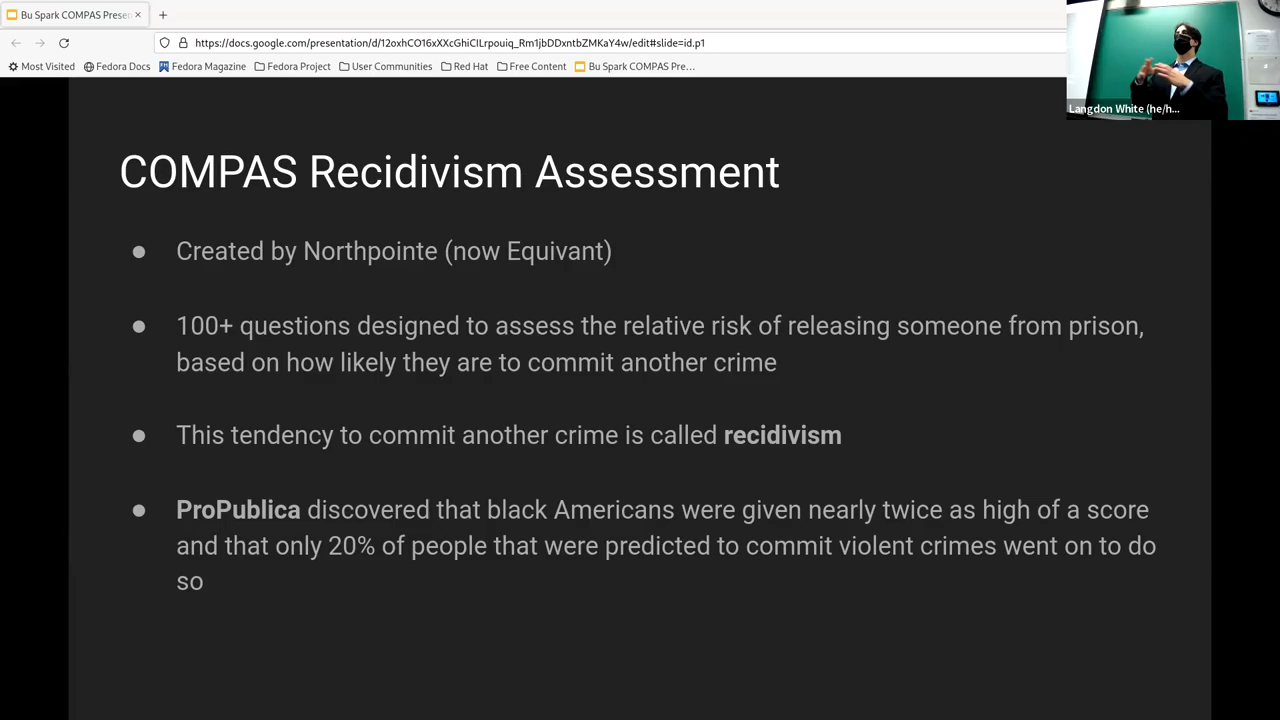 Bu Spark COMPAS Presen
https://docs.google.com/presentation/d/12oxhCO16xXXcGhiCILrpouiq_Rm1jbDDxntbZMKaY4w/edit#slide=id.p1
Most Visited Fedora Docs Fedora Magazine Fedora Project User Communities Red Hat Free Content Bu Spark COMPAS Pre...
Langdon White (he/h...
COMPAS Recidivism Assessment
● Created by Northpointe (now Equivant)
● 100+ questions designed to assess the relative risk of releasing someone from prison,
based on how likely they are to commit another crime
● This tendency to commit another crime is called recidivism
● ProPublica discovered that black Americans were given nearly twice as high of a score
and that only 20% of people that were predicted to commit violent crimes went on to do
so